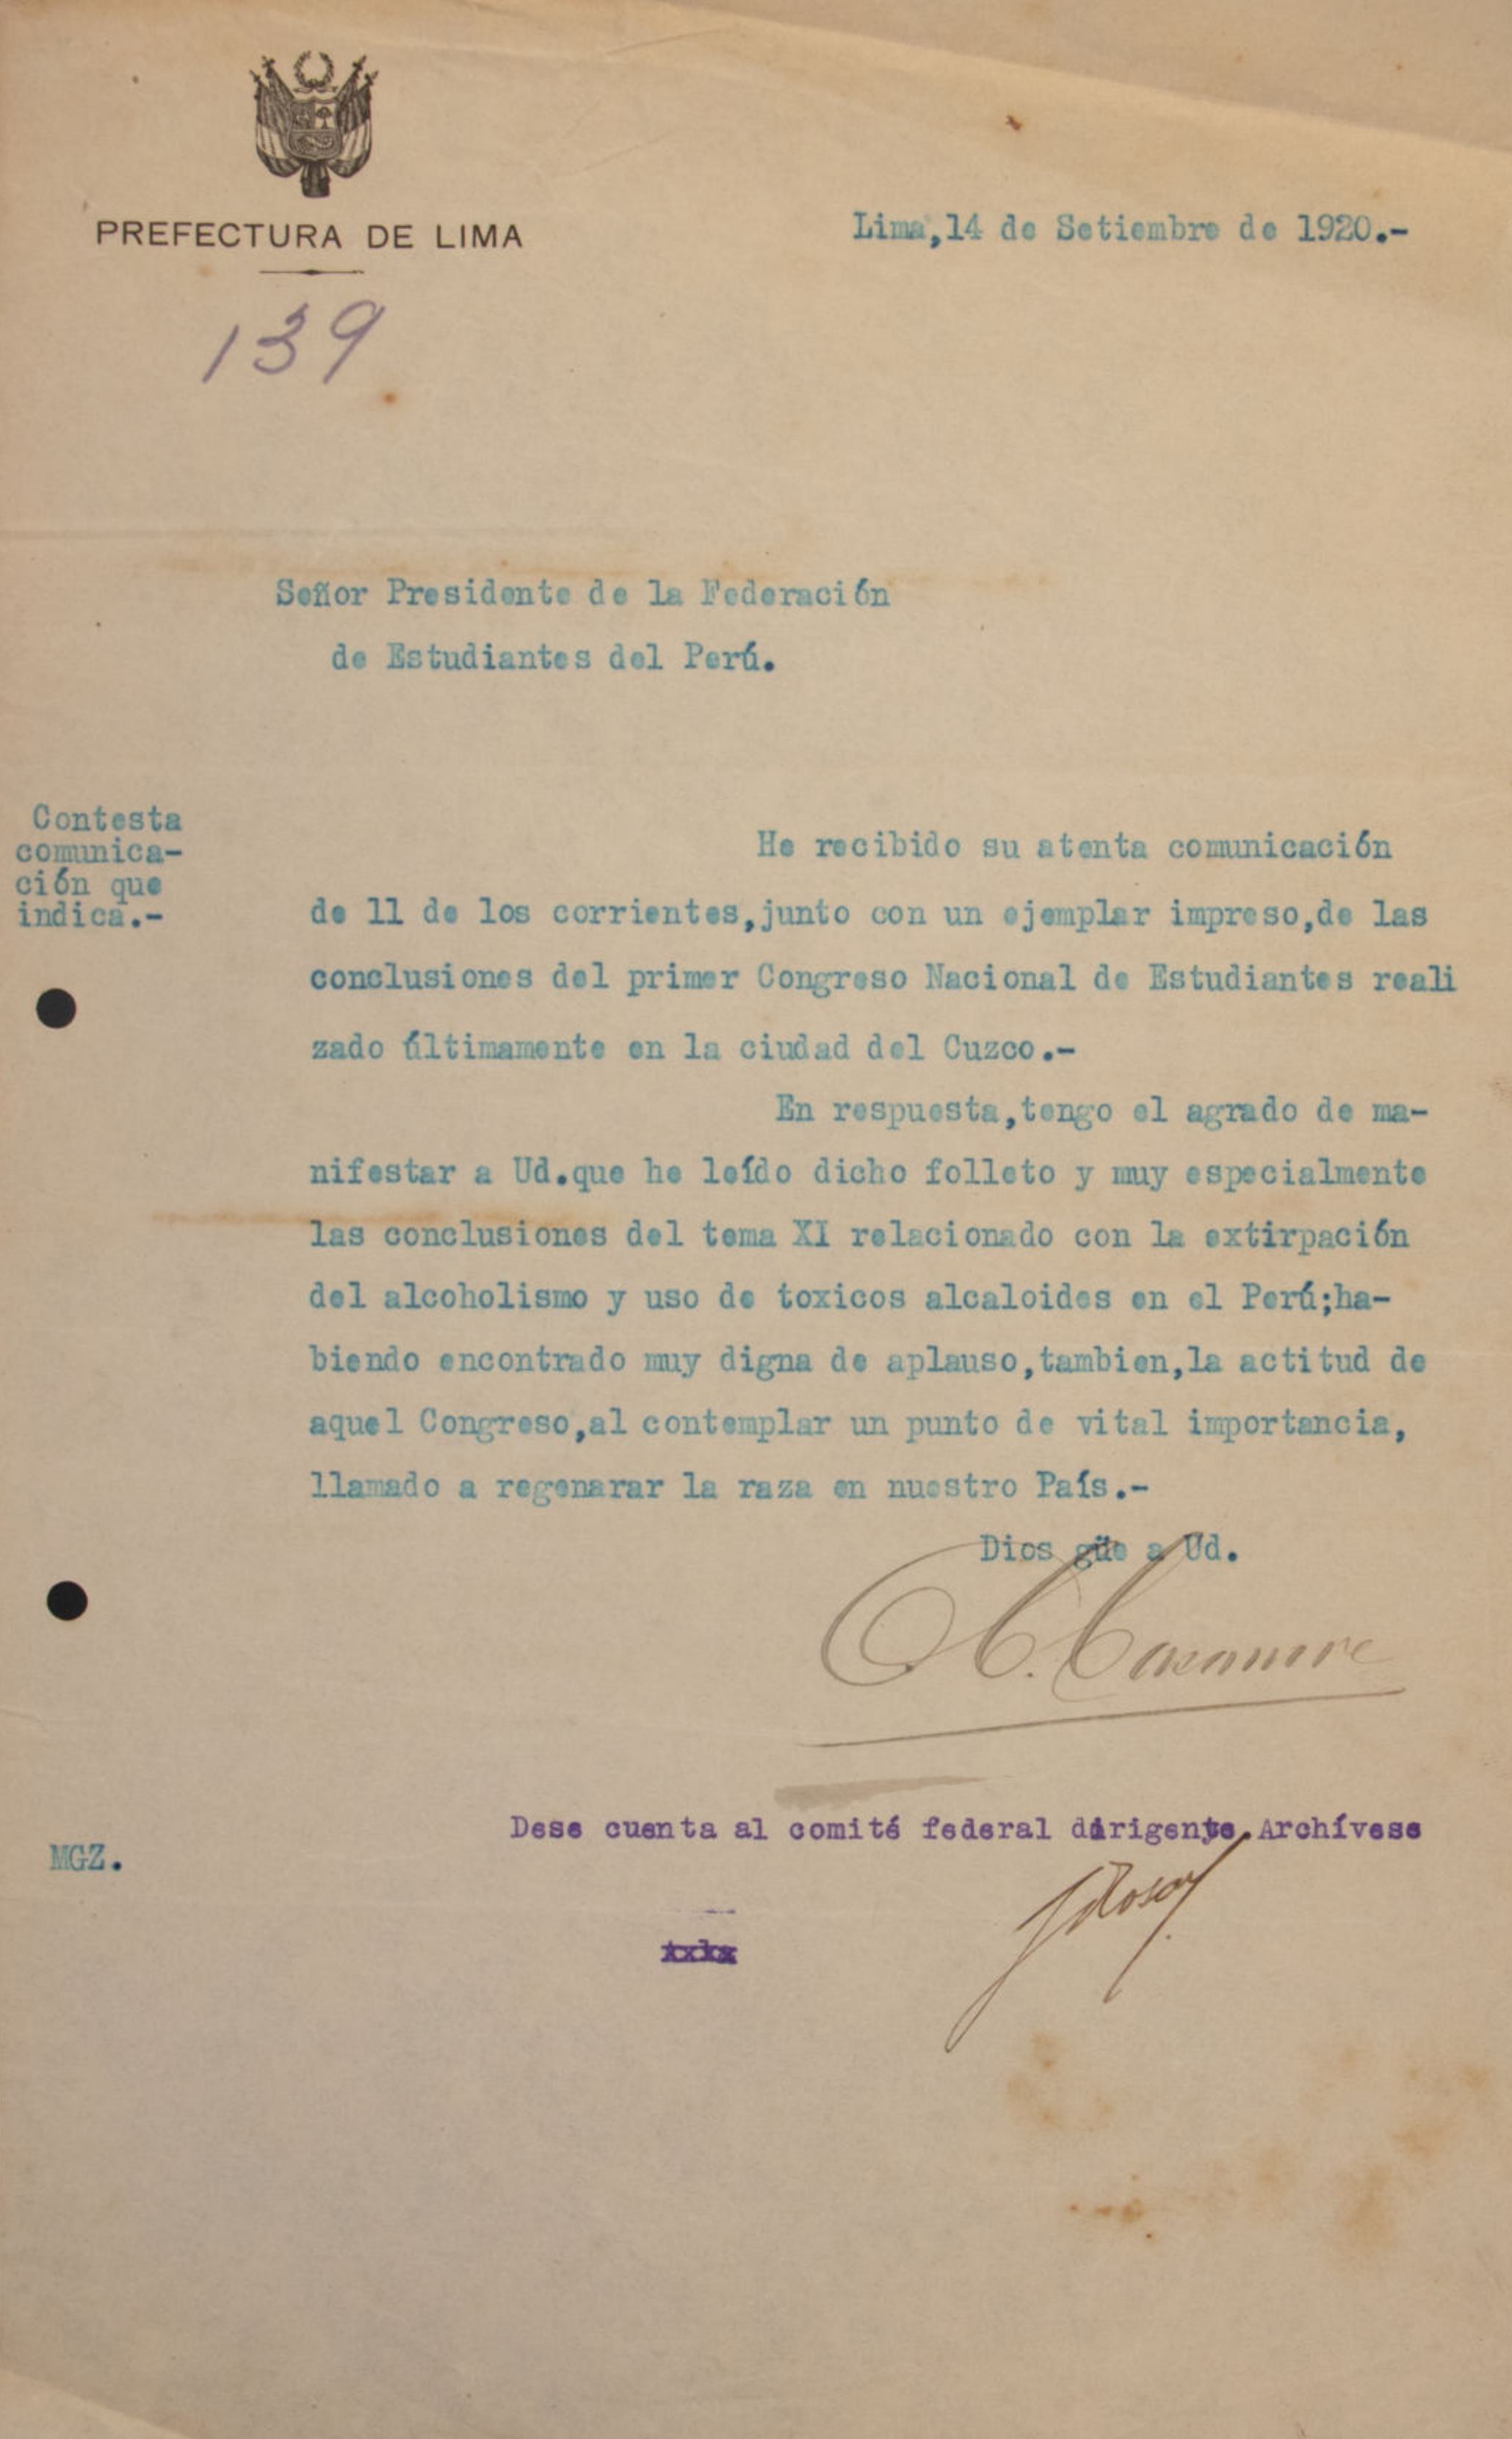 PREFECTURA DE LIMA
Lima,14 de Setiembre de 1920.-
139
Señor Presidente de la Federación
de Estudiantes del Perú.
Contesta
comunica-
ción que
indica.-
He recibido su atenta comunicación
de 11 de los corrientes,junto con un ejemplar impreso,de las
conclusiones del primer Congreso Nacional de Estudiantes reali
zado últimamente en la ciudad del Cuzco.-
En respuesta,tengo el agrado de ma-
nifestar a Ud.que he leído dicho folleto y muy especialmente
las conclusiones del tema XI relacionado con la extirpación
del alcoholismo y uso de toxicos alcaloides en el Perú;ha-
biendo encontrado muy digna de aplauso,tambien,la actitud de
aquel Congreso,al contemplar un punto de vital importancia,
llamado a regenarar la raza en nuestro País.-
Dios güe a Ud.
Dese cuenta al comité federal dirigente.Archívese
MGZ.